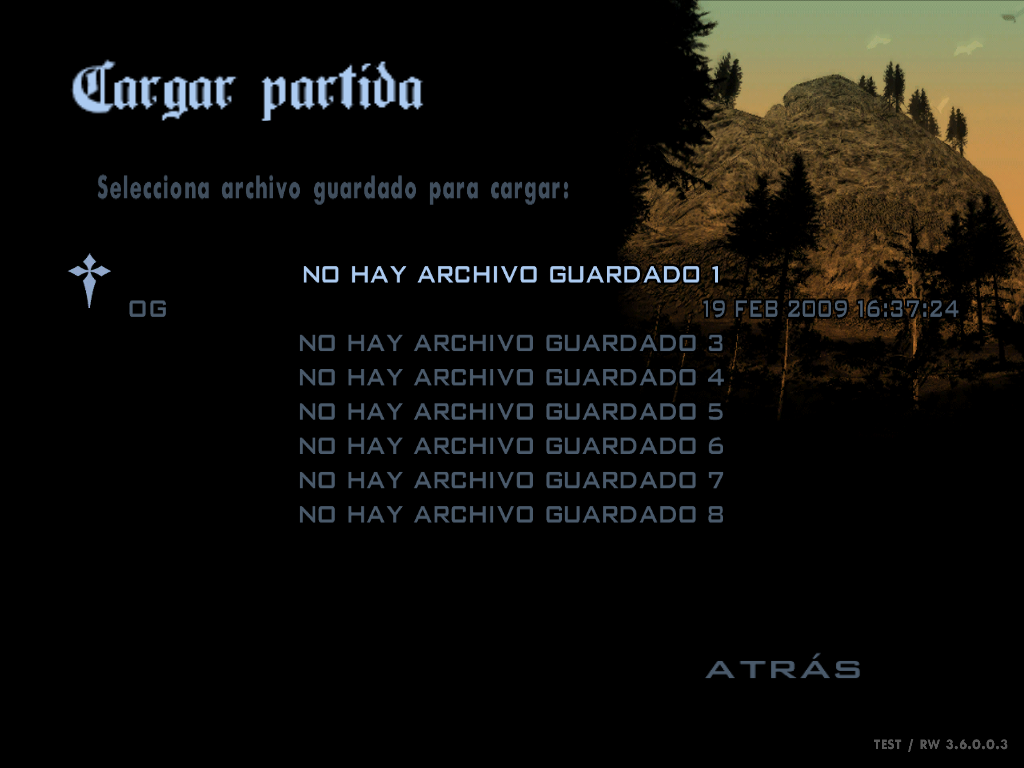 Cargar partida
Selecciona archivo guardado para cargar:
NO HAY ARCHIVO GUARDADO 1
OG 19 FEB 2009 16:37:24
NO HAY ARCHIVO GUARDADO 3
NO HAY ARCHIVO GUARDADO 4
NO HAY ARCHIVO GUARDADO 5
NO HAY ARCHIVO GUARDADO 6
NO HAY ARCHIVO GUARDADO 7
NO HAY ARCHIVO GUARDADO 8
ATRÁS
TEST / RW 3.6.0.0.3